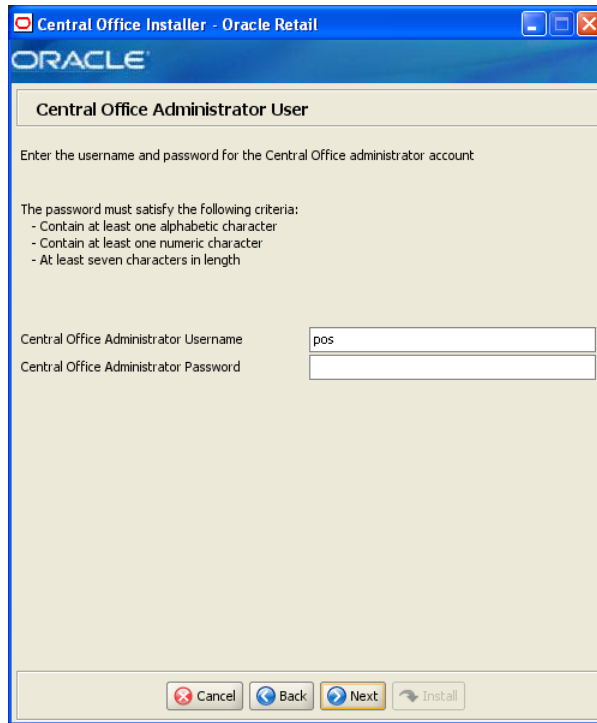 Central Office Installer - Oracle Retail
ORACLE
Central Office Administrator User
Enter the username and password for the Central Office administrator account
The password must satisfy the following criteria:
- Contain at least one alphabetic character
- Contain at least one numeric character
- At least seven characters in length
Central Office Administrator Username pos
Central Office Administrator Password
Cancel Back Next Install